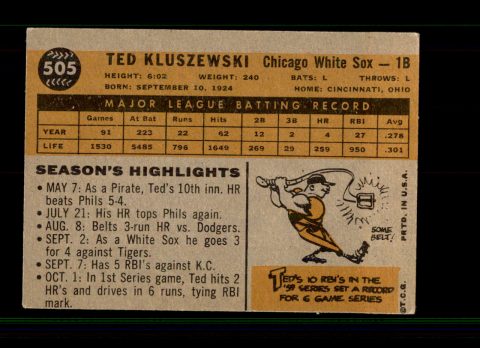 505
TED KLUSZEWSKI Chicago White Sox — 1B
HEIGHT: 6:02 WEIGHT: 240 BATS: L THROWS: L
BORN: SEPTEMBER 10, 1924 HOME: CINCINNATI, OHIO
MAJOR LEAGUE BATTING RECORD
Games At Bat Runs Hits 2B 3B HR RBI Avg.
YEAR 91 223 22 62 12 2 4 27 .278
LIFE 1530 5485 796 1649 269 29 259 950 .301
SEASON'S HIGHLIGHTS
• MAY 7: As a Pirate, Ted's 10th inn. HR
beats Phils 5-4.
• JULY 21: His HR tops Phils again.
• AUG. 8: Belts 3-run HR vs. Dodgers.
• SEPT. 2: As a White Sox he goes 3
for 4 against Tigers.
• SEPT. 7: Has 5 RBI's against K.C.
• OCT. 1: In 1st Series game, Ted hits 2
HR's and drives in 6 runs, tying RBI
mark.
SOME
BELT!
TED'S 10 RBI'S IN THE
'59 SERIES SET A RECORD
FOR 6 GAME SERIES
©T.C.G. PRTD. IN U.S.A.